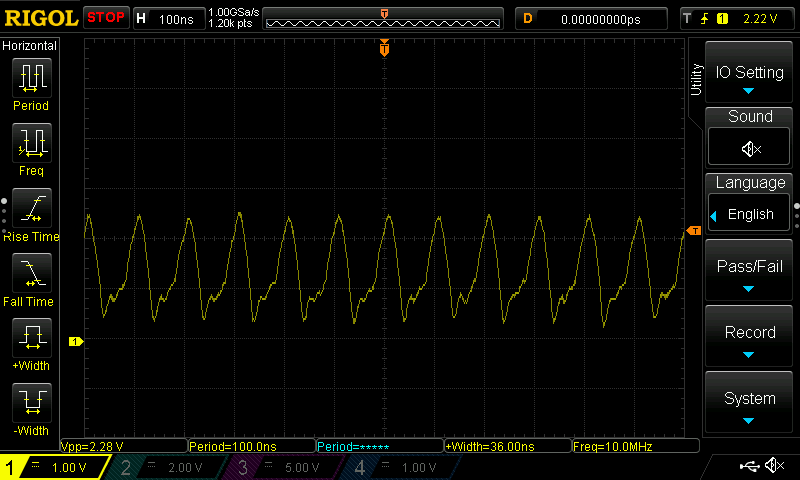 RIGOL STOP H 100ns 1.00GSa/s 1.20k pts T D 0.00000000ps T 1 2.22 V
Horizontal
Period
Freq
Rise Time
Fall Time
+Width
-Width
T
T
1
Utility
IO Setting
Sound
Language
English
Pass/Fail
Record
System
Vpp=2.28 V Period=100.0ns Period=***** +Width=36.00ns Freq=10.0MHz
1 1.00 V 2 2.00 V 3 5.00 V 4 1.00 V